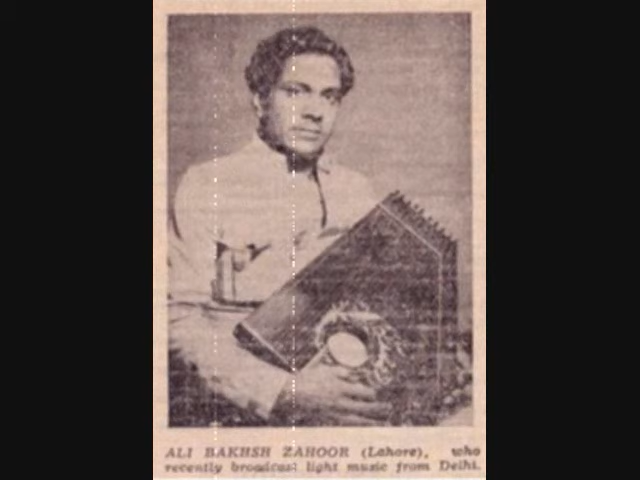 ALI BAKHSH ZAHOOR (Lahore), who
recently broadcast light music from Delhi.